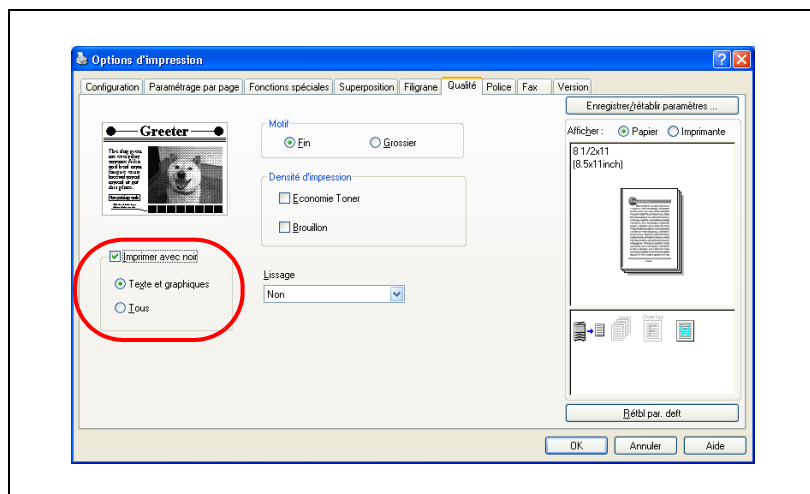 Options d'impression
Configuration Paramétrage par page Fonctions spéciales Superposition Filigrane Qualité Police Fax Version
Enregistrer/rétablir paramètres ...
Greeter
Motif
Fin Grossier
Densité d'impression
Economie Toner
Brouillon
Imprimer avec noir
Texte et graphiques
Tous
Lissage
Non
Afficher : Papier Imprimante
8 1/2x11
(8.5x11inch)
Overlay
Rétbl par. deft
OK Annuler Aide